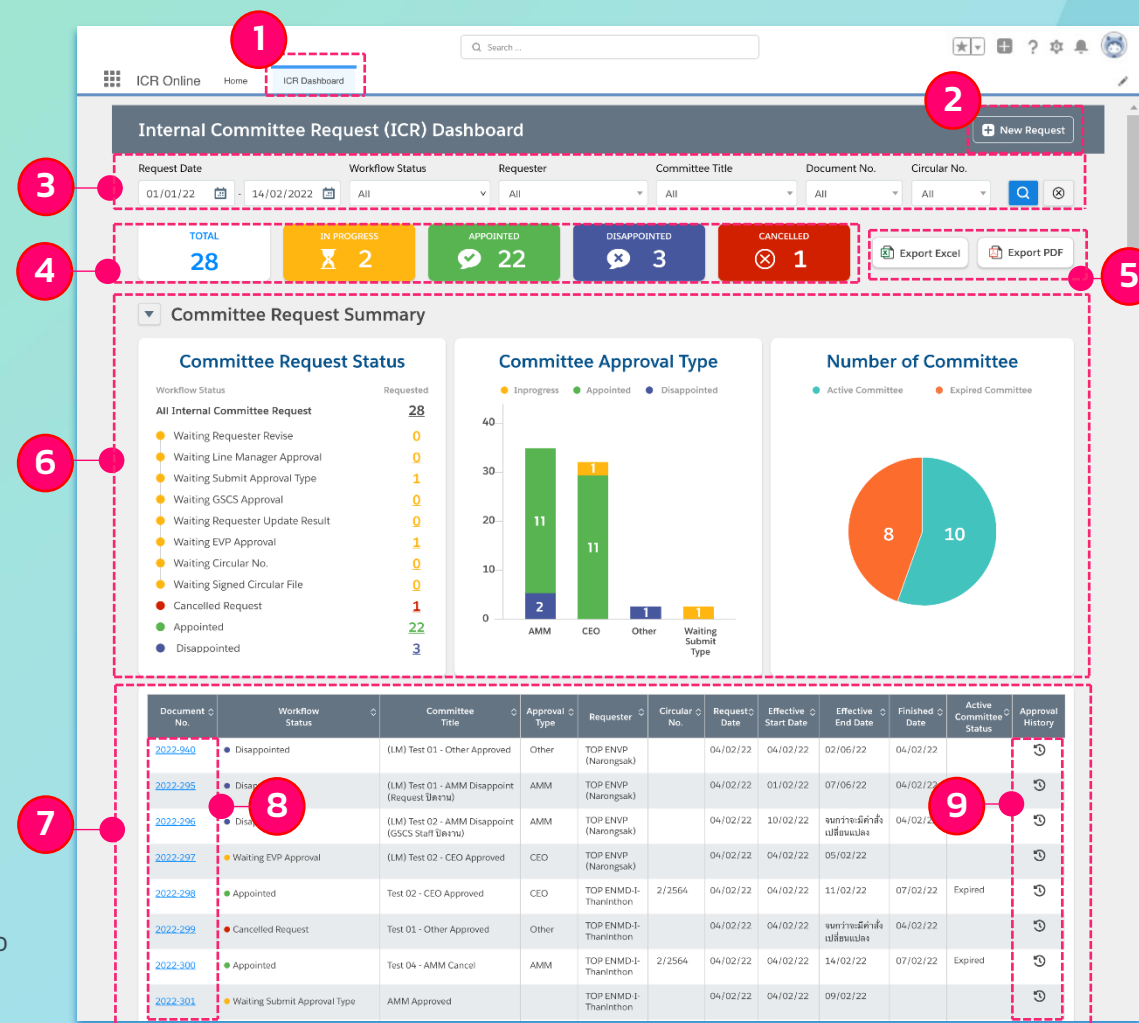 1
Search ...
ICR Online Home ICR Dashboard
2
Internal Committee Request (ICR) Dashboard
New Request
3
Request Date Workflow Status Requester Committee Title Document No. Circular No.
01/01/22 - 14/02/2022 All All All All All
4
TOTAL
28
IN PROGRESS
2
APPOINTED
22
DISAPPOINTED
3
CANCELLED
1
Export Excel Export PDF
5
Committee Request Summary
6
Committee Request Status
Workflow Status Requested
All Internal Committee Request 28
Waiting Requester Revise 0
Waiting Line Manager Approval 0
Waiting Submit Approval Type 1
Waiting GSCS Approval 0
Waiting Requester Update Result 0
Waiting EVP Approval 1
Waiting Circular No. 0
Waiting Signed Circular File 0
Cancelled Request 1
Appointed 22
Disappointed 3
Committee Approval Type
Inprogress Appointed Disappointed
40
30
20
10
0
11
2
1
11
1
1
AMM CEO Other Waiting
Submit
Type
Number of Committee
Active Committee Expired Committee
8 10
7
Document No. Workflow Status Committee Title Approval Type Requester Circular No. Request Date Effective Start Date Effective End Date Finished Date Active Committee Status Approval History
2022-940 Disappointed (LM) Test 01 - Other Approved Other TOP ENVP (Narongsak) 04/02/22 04/02/22 02/06/22 04/02/22
2022-295 (LM) Test 01 - AMM Disappoint (Request ปิดงาน) AMM TOP ENVP (Narongsak) 04/02/22 01/02/22 07/06/22 04/02/22
8
9
2022-296 (LM) Test 02 - AMM Disappoint (GSCS Staff ปิดงาน) AMM TOP ENVP (Narongsak) 04/02/22 10/02/22 จนกว่าจะมีคำสั่งเปลี่ยนแปลง 04/02/22
2022-297 Waiting EVP Approval (LM) Test 02 - CEO Approved CEO TOP ENVP (Narongsak) 04/02/22 04/02/22 05/02/22
2022-298 Appointed Test 02 - CEO Approved CEO TOP ENMD-I-Thaninthon 2/2564 04/02/22 04/02/22 11/02/22 07/02/22 Expired
2022-299 Cancelled Request Test 01 - Other Approved Other TOP ENMD-I-Thaninthon 04/02/22 04/02/22 จนกว่าจะมีคำสั่งเปลี่ยนแปลง 04/02/22
2022-300 Appointed Test 04 - AMM Cancel AMM TOP ENMD-I-Thaninthon 2/2564 04/02/22 04/02/22 14/02/22 07/02/22 Expired
2022-301 Waiting Submit Approval Type AMM Approved TOP ENMD-I-Thaninthon 04/02/22 04/02/22 09/02/22